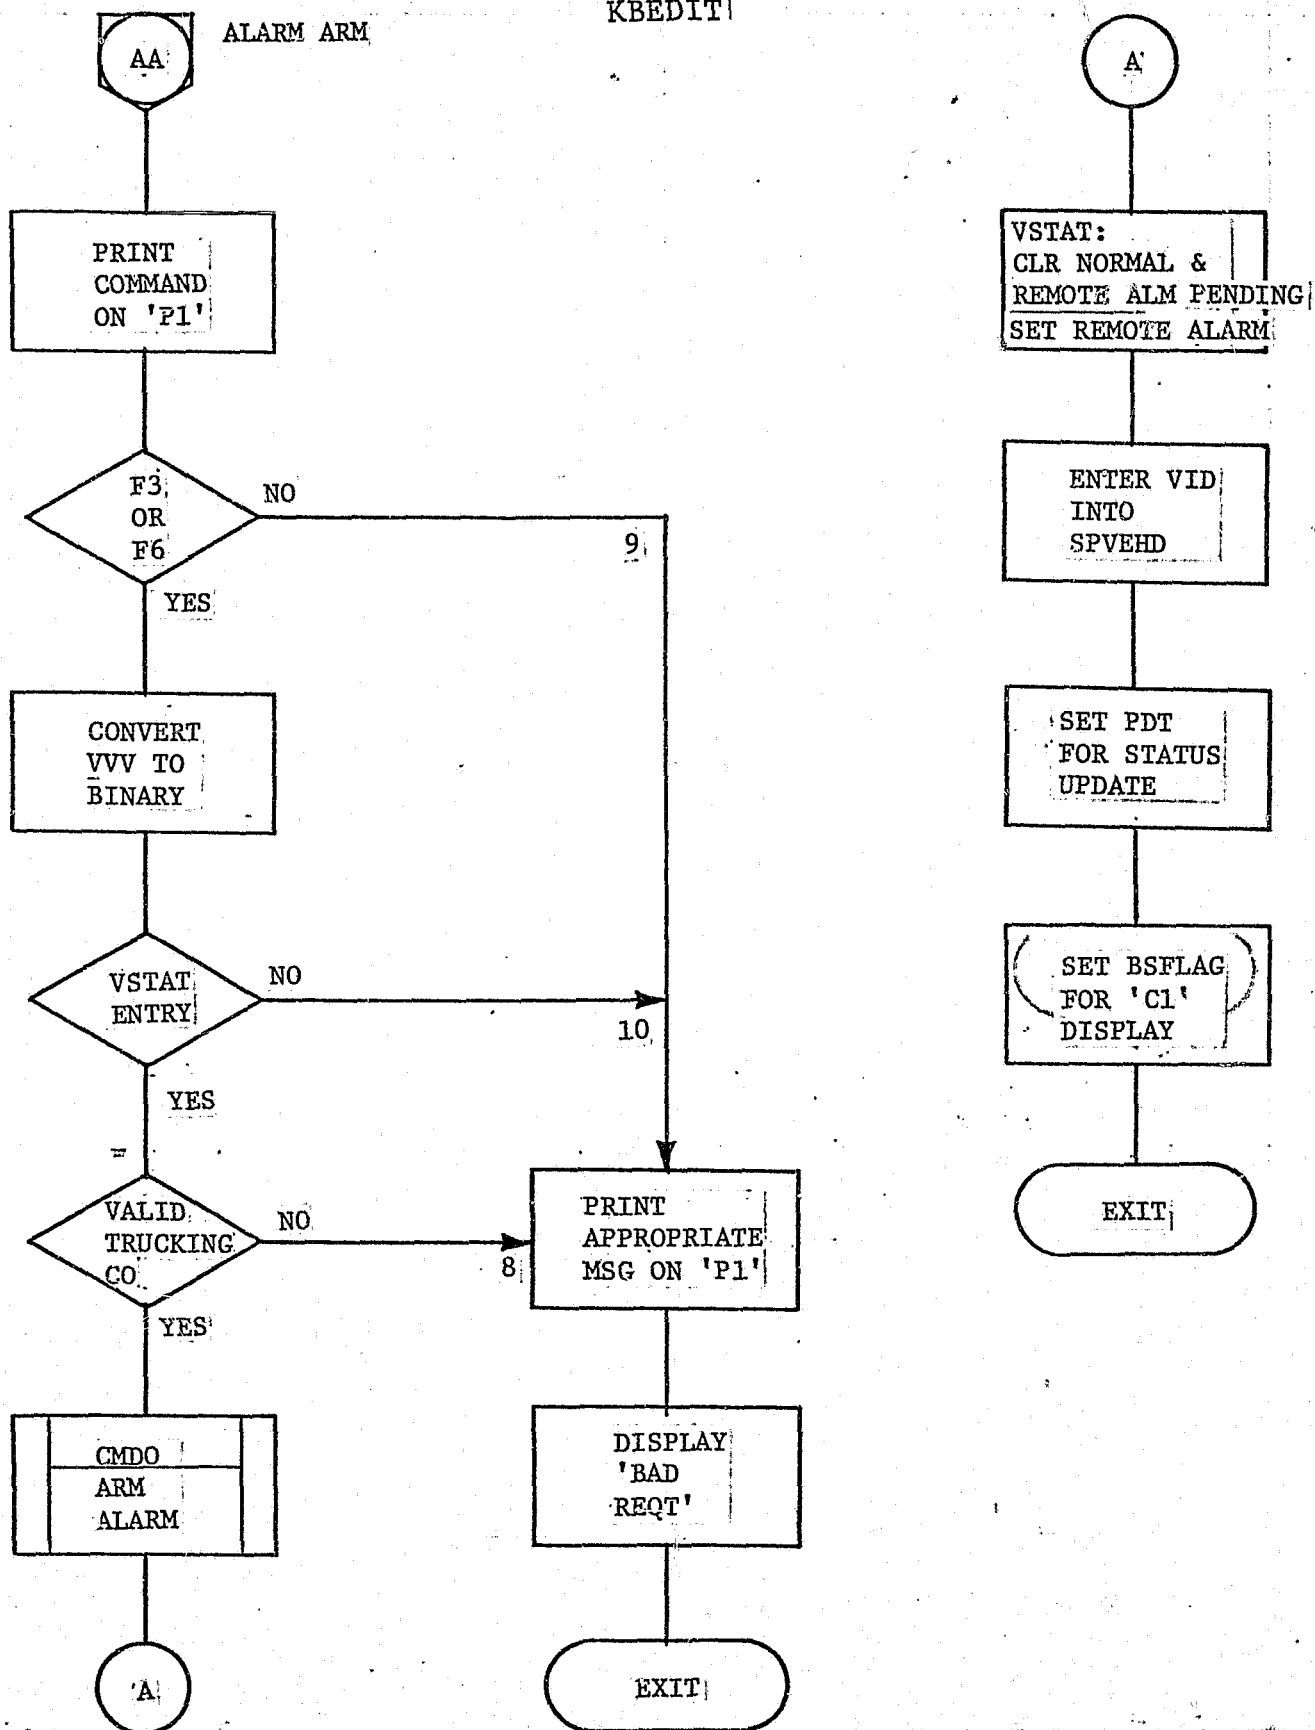 KBEDIT
AA
ALARM ARM
PRINT
COMMAND
ON 'P1'
F3
OR
F6
NO
9
YES
CONVERT
VVV TO
BINARY
VSTAT
ENTRY
NO
10
YES
VALID
TRUCKING
CO
NO
8
YES
CMDO
ARM
ALARM
A
PRINT
APPROPRIATE
MSG ON 'P1'
DISPLAY
'BAD
REQT'
EXIT
A
VSTAT:
CLR NORMAL &
REMOTE ALM PENDING
SET REMOTE ALARM
ENTER VID
INTO
SPVEHD
SET PDT
FOR STATUS
UPDATE
SET BSFLAG
FOR 'C1'
DISPLAY
EXIT